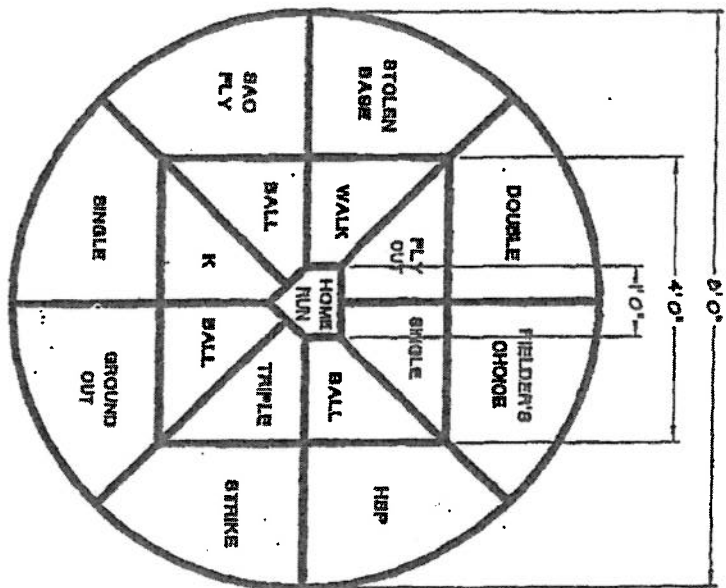 8'0"
4'0"
1'0"
DOUBLE
FIELDER'S
CHOICE
STOLEN
BASE
FLY
OUT
SINGLE
HBP
WALK
HOME
RUN
BALL
BALL
TRIPLE
SAC
FLY
STRIKE
K
BALL
SINGLE
GROUND
OUT